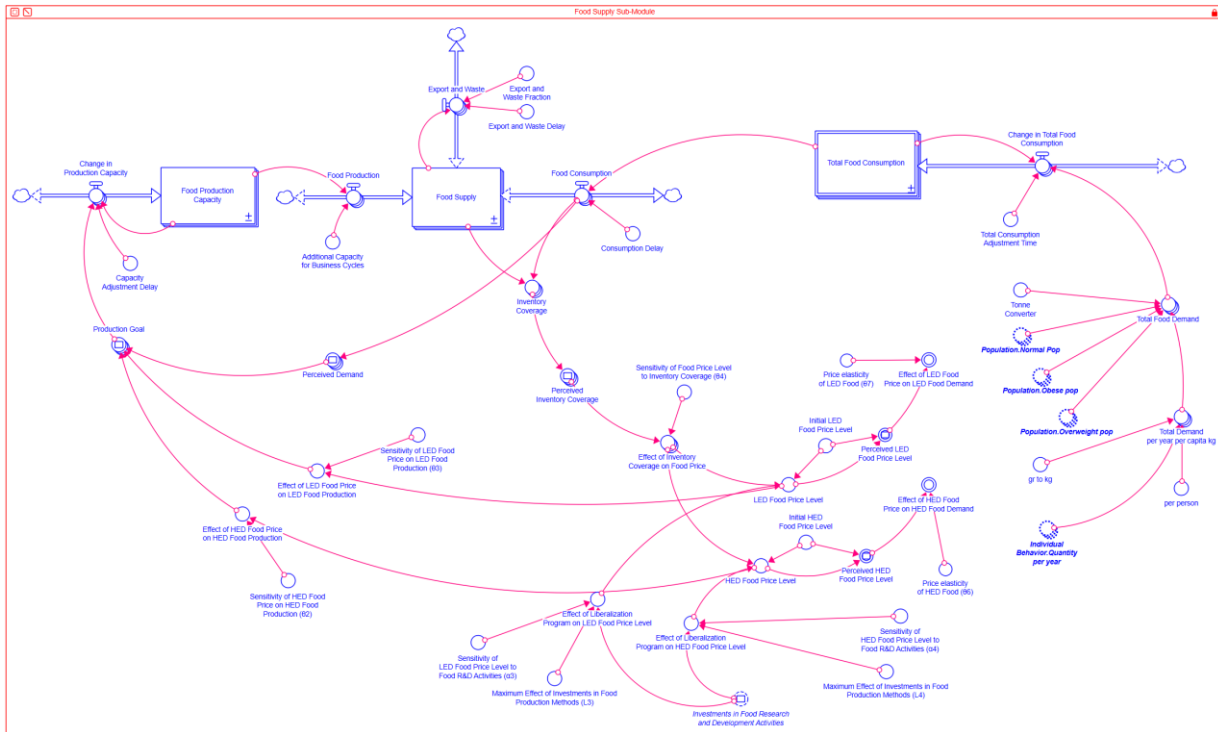 Food Supply Sub-Module
Export and Waste
Export and
Waste Fraction
Export and Waste Delay
Change in
Production Capacity
Food Production
Capacity
Food Production
Food Supply
Food Consumption
Total Food Consumption
Change in Total Food
Consumption
Additional Capacity
for Business Cycles
Consumption Delay
Total Consumption
Adjustment Time
Capacity
Adjustment Delay
Inventory
Coverage
Tonne
Converter
Total Food Demand
Production Goal
Perceived Demand
Perceived
Inventory Coverage
Sensitivity of Food Price Level
to Inventory Coverage (θ4)
Price elasticity
of LED Food (θ7)
Effect of LED Food
Price on LED Food Demand
Population.Normal Pop
Population.Obese pop
Population.Overweight pop
Initial LED
Food Price Level
Perceived LED
Food Price Level
Total Demand
per year per capita kg
Sensitivity of LED Food
Price on LED Food
Production (θ3)
Effect of Inventory
Coverage on Food Price
gr to kg
Effect of LED Food Price
on LED Food Production
LED Food Price Level
Effect of HED Food
Price on HED Food Demand
per person
Effect of HED Food Price
on HED Food Production
Initial HED
Food Price Level
Individual
Behavior.Quantity
per year
HED Food Price Level
Perceived HED
Food Price Level
Price elasticity
of HED Food (θ6)
Sensitivity of HED Food
Price on HED Food
Production (θ2)
Effect of Liberalization
Program on LED Food Price Level
Effect of Liberalization
Program on HED Food Price Level
Sensitivity of
HED Food Price Level to
Food R&D Activities (α4)
Sensitivity of
LED Food Price Level to
Food R&D Activities (α3)
Maximum Effect of Investments in Food
Production Methods (L3)
Maximum Effect of Investments in Food
Production Methods (L4)
Investments in Food Research
and Development Activities